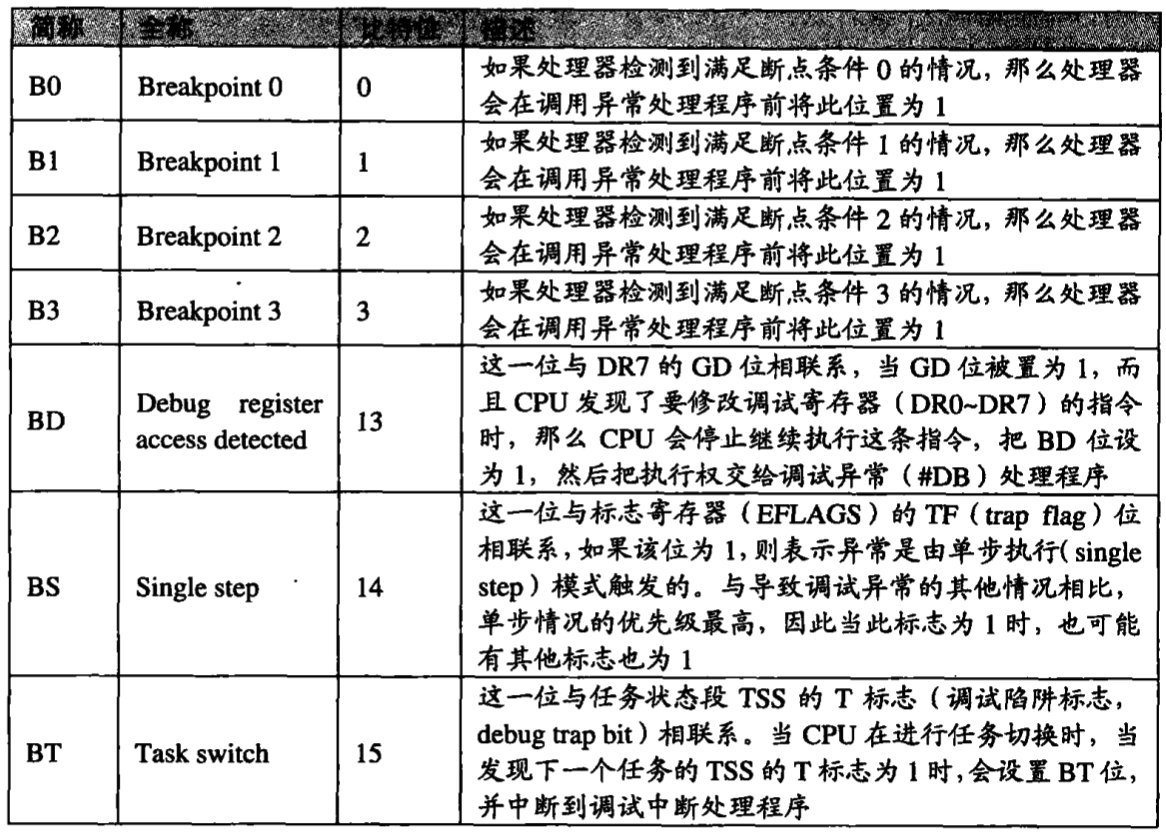 简称 全称 比特位 描述
B0 Breakpoint 0 0 如果处理器检测到满足断点条件 0 的情况，那么处理器
会在调用异常处理程序前将此位置为 1
B1 Breakpoint 1 1 如果处理器检测到满足断点条件 1 的情况，那么处理器
会在调用异常处理程序前将此位置为 1
B2 Breakpoint 2 2 如果处理器检测到满足断点条件 2 的情况，那么处理器
会在调用异常处理程序前将此位置为 1
B3 Breakpoint 3 3 如果处理器检测到满足断点条件 3 的情况，那么处理器
会在调用异常处理程序前将此位置为 1
BD Debug register access detected 13 这一位与 DR7 的 GD 位相联系，当 GD 位被置为 1，而
且 CPU 发现了要修改调试寄存器（DR0~DR7）的指令
时，那么 CPU 会停止继续执行这条指令，把 BD 位设
为 1，然后把执行权交给调试异常（#DB）处理程序
BS Single step 14 这一位与标志寄存器（EFLAGS）的 TF（trap flag）位
相联系，如果该位为 1，则表示异常是由单步执行（single
step）模式触发的。与导致调试异常的其他情况相比，
单步情况的优先级最高，因此当此标志为 1 时，也可能
有其他标志也为 1
BT Task switch 15 这一位与任务状态段 TSS 的 T 标志（调试陷阱标志，
debug trap bit）相联系。当 CPU 在进行任务切换时，当
发现下一个任务的 TSS 的 T 标志为 1 时，会设置 BT 位，
并中断到调试中断处理程序